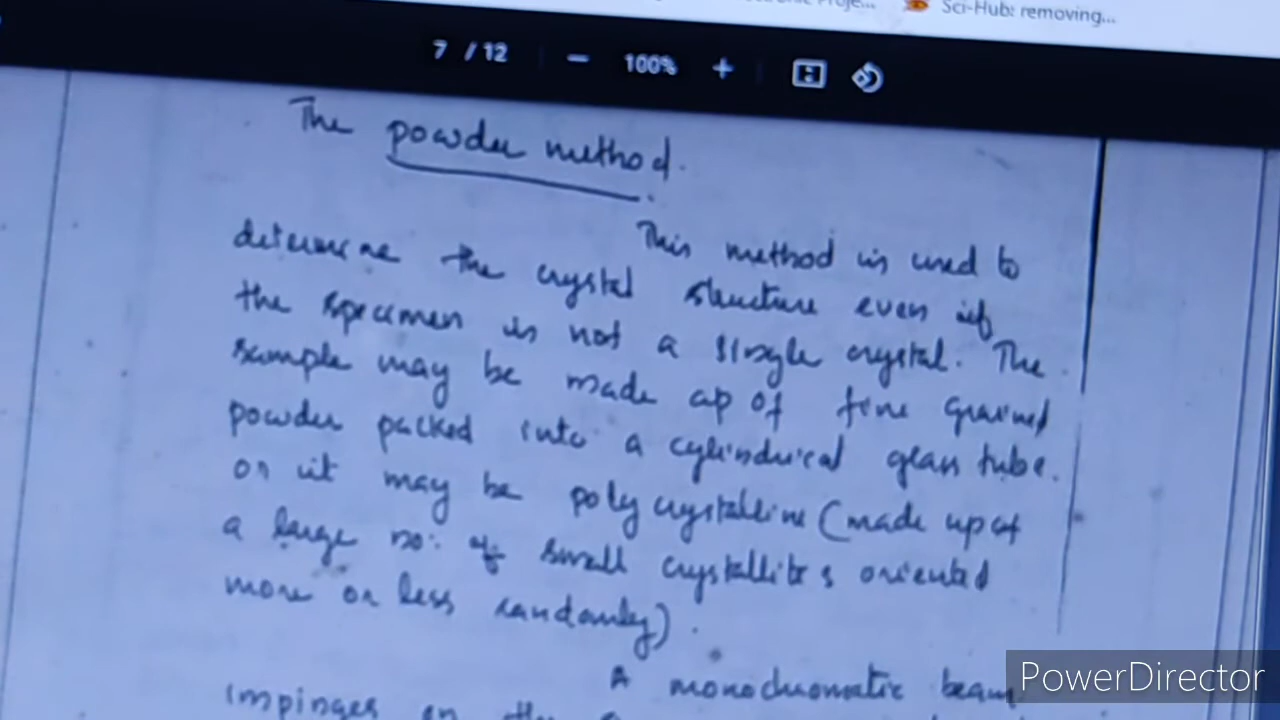 Sci-Hub: removing...
7 / 12
100%
The powder method.
This method is used to
determine the crystal structure even if
the specimen is not a single crystal. The
sample may be made up of fine grained
powder packed into a cylindrical glass tube.
or it may be polycrystalline (made up of
a large no: of small crystallites oriented
more or less randomly).
A monochromatic beam
impinges on the
PowerDirector